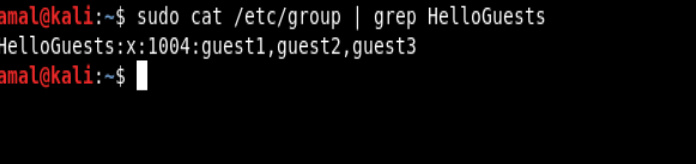 amal@kali:~$ sudo cat /etc/group | grep HelloGuests
HelloGuests:x:1004:guest1,guest2,guest3
amal@kali:~$